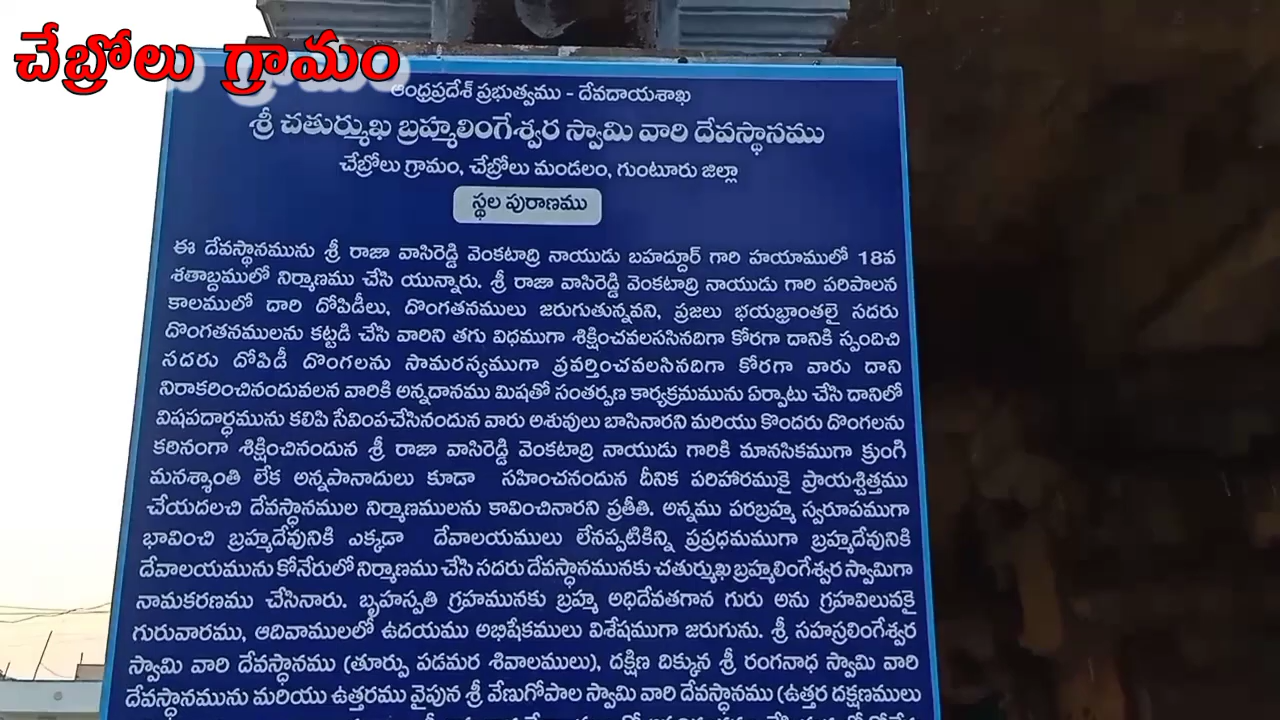 చేబ్రోలు గ్రామం
ఆంధ్రప్రదేశ్ ప్రభుత్వము - దేవదాయశాఖ
శ్రీ చతుర్ముఖ బ్రహ్మలింగేశ్వర స్వామి వారి దేవస్థానము
చేబ్రోలు గ్రామం, చేబ్రోలు మండలం, గుంటూరు జిల్లా
స్థల పురాణము
ఈ దేవస్థానమును శ్రీ రాజా వాసిరెడ్డి వెంకటాద్రి నాయుడు బహద్దూర్ గారి హయాములో 18వ
శతాబ్దములో నిర్మాణము చేసి యున్నారు. శ్రీ రాజా వాసిరెడ్డి వెంకటాద్రి నాయుడు గారి పరిపాలన
కాలములో దారి దోపిడీలు, దొంగతనములు జరుగుతున్నవని, ప్రజలు భయభ్రాంతలై సదరు
దొంగతనములను కట్టడి చేసి వారిని తగు విధముగా శిక్షించవలససినదిగా కోరగా దానికి స్పందించి
సదరు దోపిడీ దొంగలను సామరస్యముగా ప్రవర్తించవలసినదిగా కోరగా వారు దాని
నిరాకరించినందువలన వారికి అన్నదానము మిషతో సంతర్పణ కార్యక్రమమును ఏర్పాటు చేసి దానిలో
విషపదార్ధమును కలిపి సేవింపచేసినందున వారు అశువులు బాసినారని మరియు కొందరు దొంగలను
కఠినంగా శిక్షించినందున శ్రీ రాజా వాసిరెడ్డి వెంకటాద్రి నాయుడు గారికి మానసికముగా క్రుంగి
మనశ్శాంతి లేక అన్నపానాదులు కూడా సహించనందున దీనిక పరిహారముకై ప్రాయశ్చిత్తము
చేయదలచి దేవస్ధానముల నిర్మాణములను కావించినారని ప్రతీతి. అన్నము పరబ్రహ్మ స్వరూపముగా
భావించి బ్రహ్మదేవునికి ఎక్కడా దేవాలయములు లేనప్పటికిన్ని ప్రప్రధమముగా బ్రహ్మదేవునికి
దేవాలయమును కోనేరులో నిర్మాణము చేసి సదరు దేవస్ధానమునకు చతుర్ముఖ బ్రహ్మలింగేశ్వర స్వామిగా
నామకరణము చేసినారు. బృహస్పతి గ్రహమునకు బ్రహ్మ అధిదేవతగాన గురు అను గ్రహవిలువకై
గురువారము, ఆదివాములలో ఉదయము అభిషేకములు విశేషముగా జరుగును. శ్రీ సహస్రలింగేశ్వర
స్వామి వారి దేవస్ధానము (తూర్పు పడమర శివాలములు), దక్షిణ దిక్కున శ్రీ రంగనాధ స్వామి వారి
దేవస్ధానమును మరియు ఉత్తరము వైపున శ్రీ వేణుగోపాల స్వామి వారి దేవస్ధానము (ఉత్తర దక్షణములు